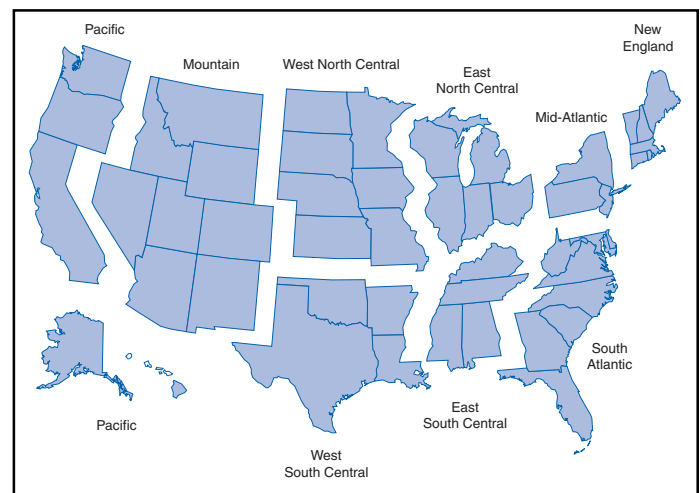 Pacific
New
England
Mountain
West North Central
East
North Central
Mid-Atlantic
South
Atlantic
Pacific
East
South Central
West
South Central